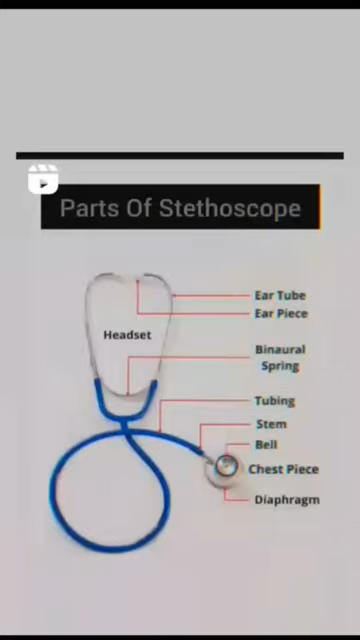 Parts Of Stethoscope
Ear Tube
Ear Piece
Headset
Binaural
Spring
Tubing
Stem
Bell
Chest Piece
Diaphragm